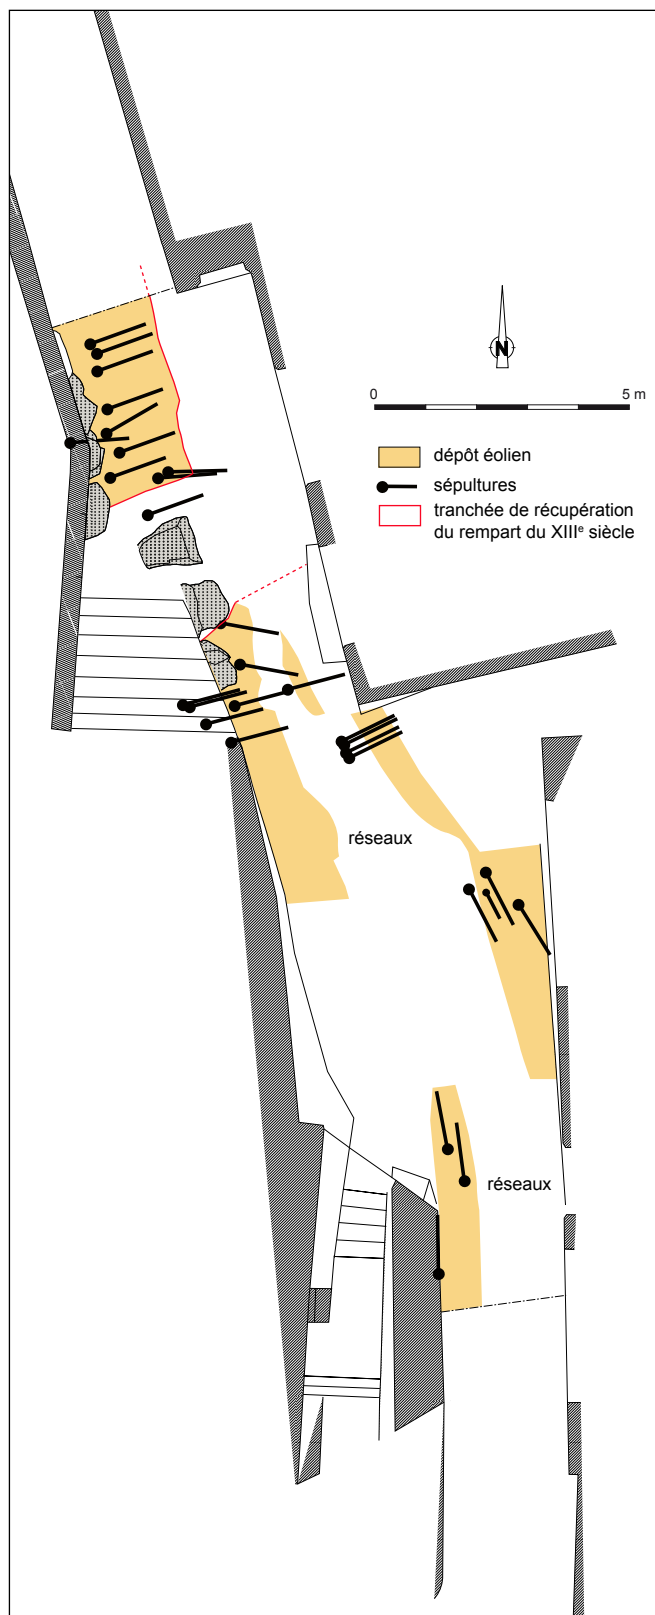 N
0 5 m
dépôt éolien
sépultures
tranchée de récupération
du rempart du XIIIᵉ siècle
réseaux
réseaux